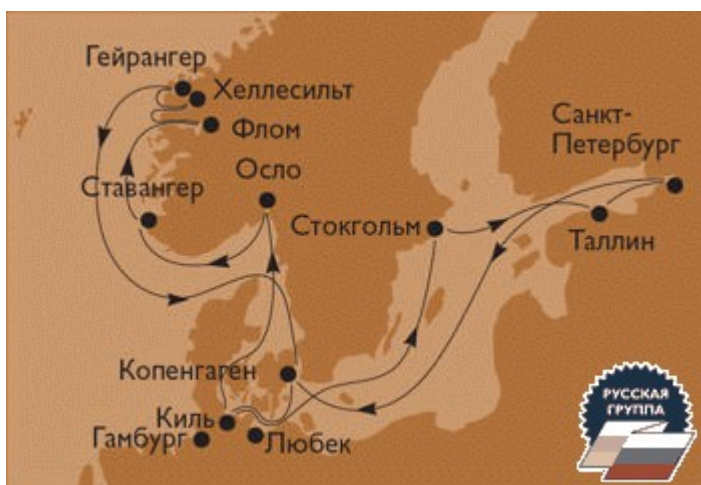 Гейрангер
Хеллесильт
Флом
Санкт-
Петербург
Осло
Ставангер
Стокгольм
Таллин
Копенгаген
Киль
Гамбург
Любек
РУССКАЯ
ГРУППА